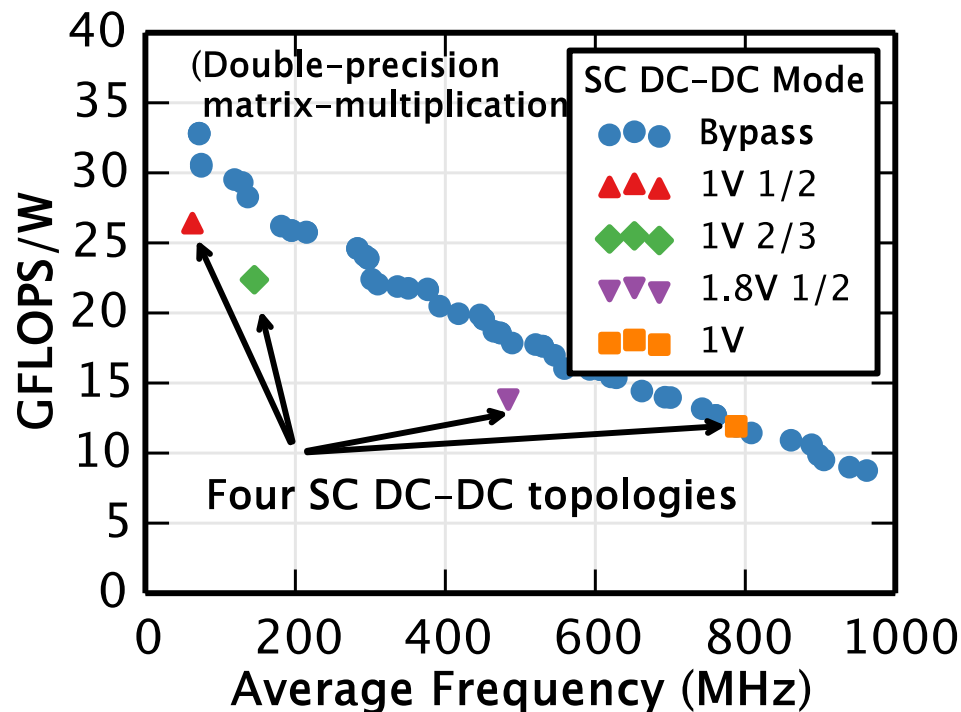 40
35
30
25
20
15
10
5
0
GFLOPS/W
(Double-precision
matrix-multiplication
SC DC-DC Mode
Bypass
1V 1/2
1V 2/3
1.8V 1/2
1V
Four SC DC-DC topologies
0 200 400 600 800 1000
Average Frequency (MHz)